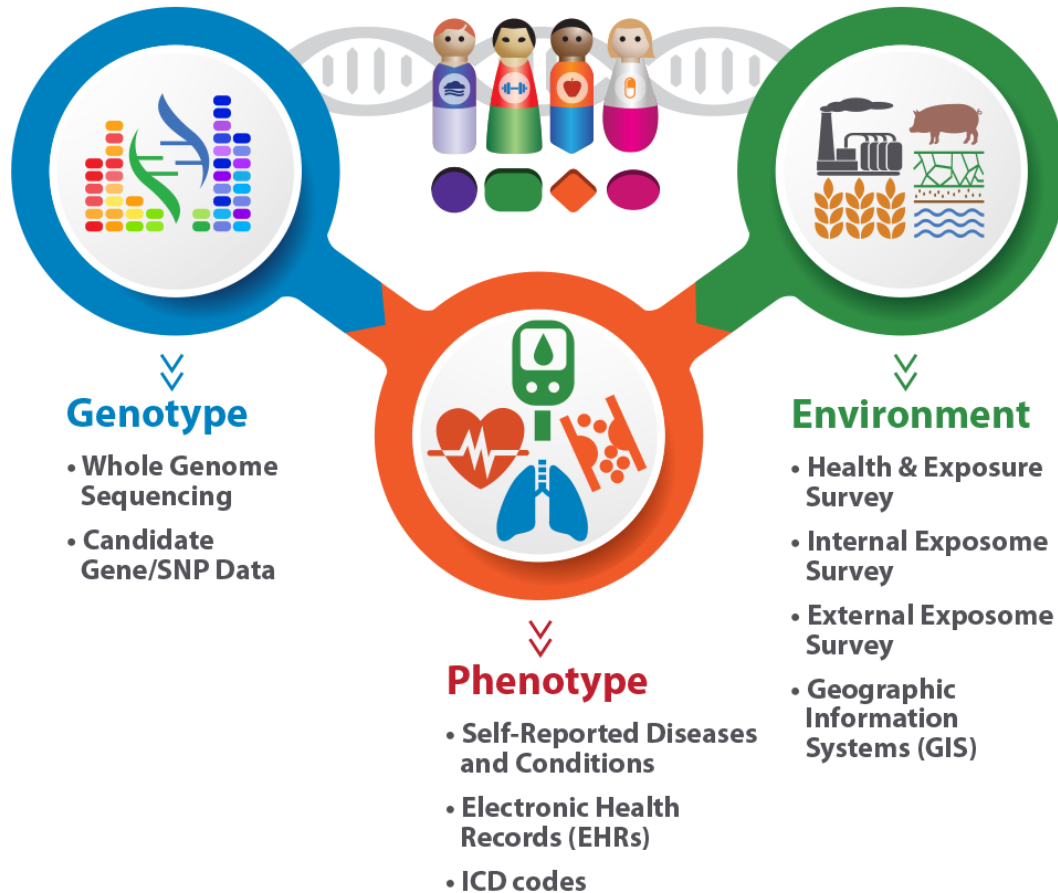 Genotype
• Whole Genome
Sequencing
• Candidate
Gene/SNP Data
Phenotype
• Self-Reported Diseases
and Conditions
• Electronic Health
Records (EHRs)
• ICD codes
Environment
• Health & Exposure
Survey
• Internal Exposome
Survey
• External Exposome
Survey
• Geographic
Information
Systems (GIS)